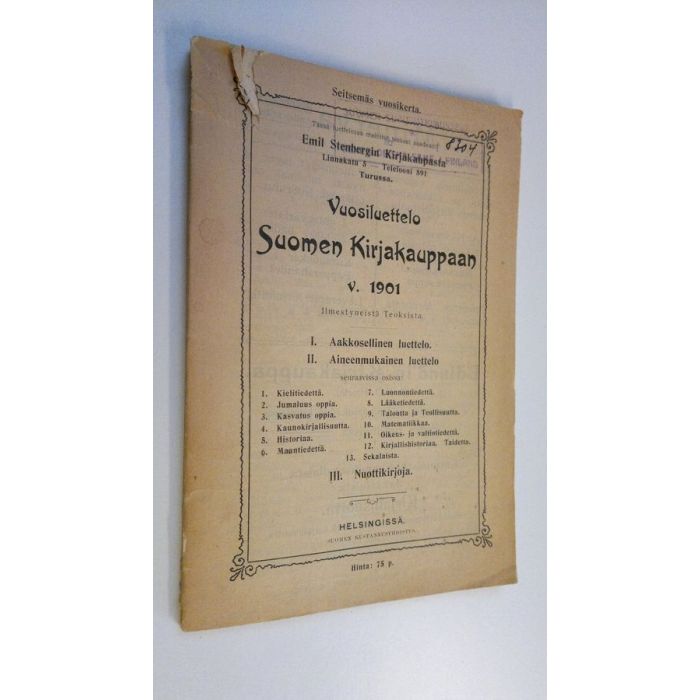 Seitsemäs vuosikerta.
8204
Emil Stenbergin Kirjakaupasta
Linnakatu 5 Telefooni 891
Turussa.
Vuosiluettelo
Suomen Kirjakauppaan
v. 1901
Ilmestyneistä Teoksista.
I. Aakkosellinen luettelo.
II. Aineenmukainen luettelo
seuraavissa osissa:
1. Kielitiedettä.
2. Jumaluus oppia.
3. Kasvatus oppia.
4. Kaunokirjallisuutta.
5. Historiaa.
6. Maantiedettä.
7. Luonnontiedettä.
8. Lääketiedettä.
9. Taloutta ja Teollisuutta.
10. Matematiikkaa.
11. Oikeus- ja valtiotiedettä.
12. Kirjallishistoriaa. Taidetta.
13. Sekalaista.
III. Nuottikirjoja.
HELSINGISSÄ.
SUOMEN KUSTANNUSYHDISTYS.
Hinta: 75 p.